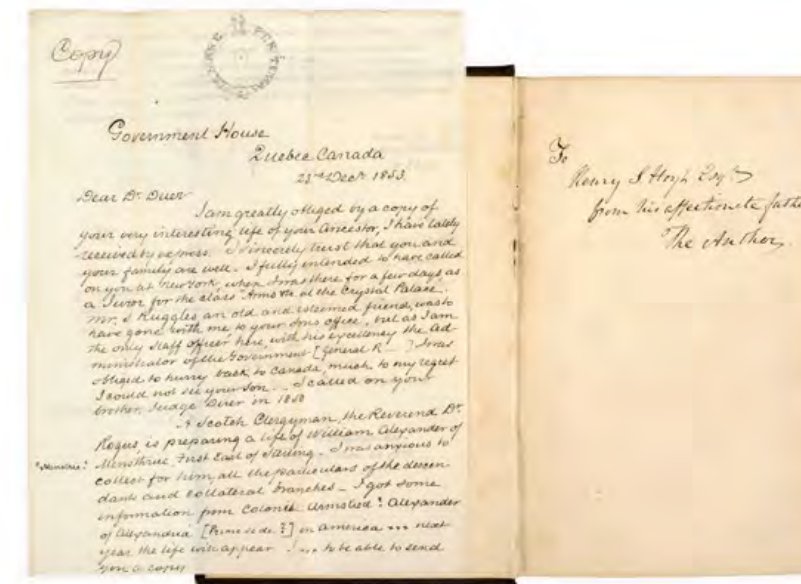 Copy
Government House
Quebec Canada
23rd Decr 1853.
Dear Dr. Duer
I am greatly obliged by a copy of
your very interesting life of your Ancestor, I have lately
received by express. I sincerely trust that you and
your family are well. I fully intended to have called
on you at New York, when I was there for a few days, as
a Juror for the class "Arms &c at the Crystal Palace.
Mr. S Ruggles an old and esteemed friend, was to
have gone with me to your Sons office, but as I am
the only Staff officer here, with his excellency the Ad-
ministrator of the Government [General R ] I was
obliged to hurry back to Canada, much to my regret
I could not see your Son. I called on your
brother, Judge Duer in 1850
A Scotch Clergyman, the Reverend Dr.
Rogers, is preparing a life of William Alexander of
Menstrie, First Earl of Sterling. I was anxious to
collect for him, all the particulars of the descen
dants and collateral branches - I got some
information from Colonel ? Alexander
of Alexandria in America next
year the life will appear to be able to send
you a copy
To
Henry S Esqr
from his affectionate father
The Author